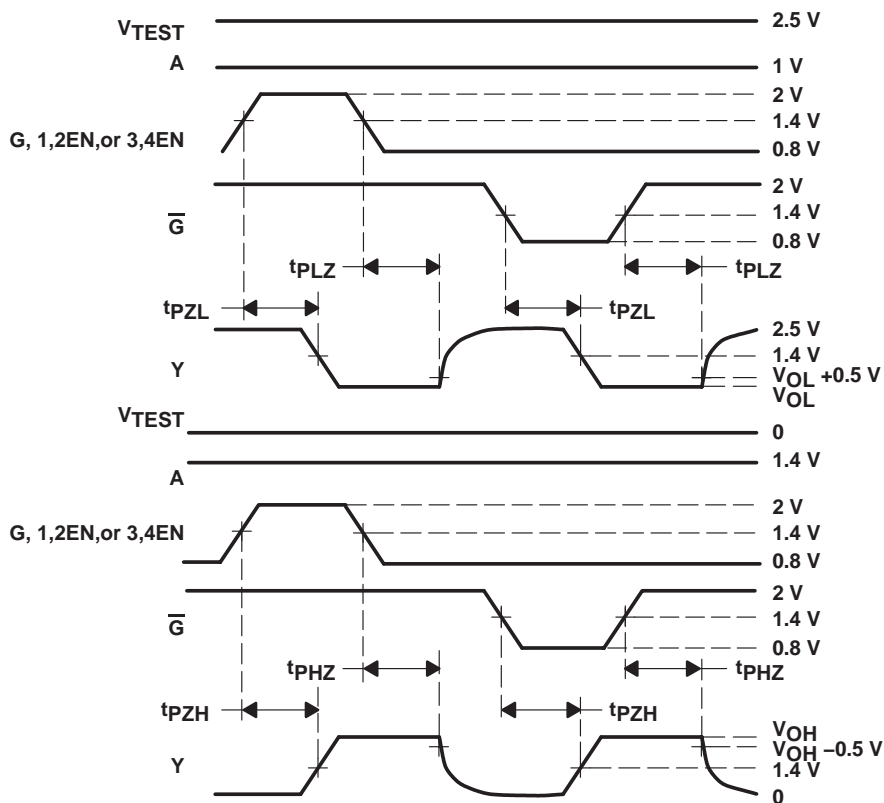 VTEST
2.5 V
A
1 V
2 V
G, 1,2EN,or 3,4EN
1.4 V
0.8 V
2 V
G
1.4 V
0.8 V
tPLZ
tPLZ
tPZL
tPZL
2.5 V
Y
1.4 V
VOL +0.5 V
VOL
VTEST
0
A
1.4 V
2 V
G, 1,2EN,or 3,4EN
1.4 V
0.8 V
2 V
G
1.4 V
0.8 V
tPHZ
tPHZ
tPZH
tPZH
VOH
VOH −0.5 V
Y
1.4 V
0